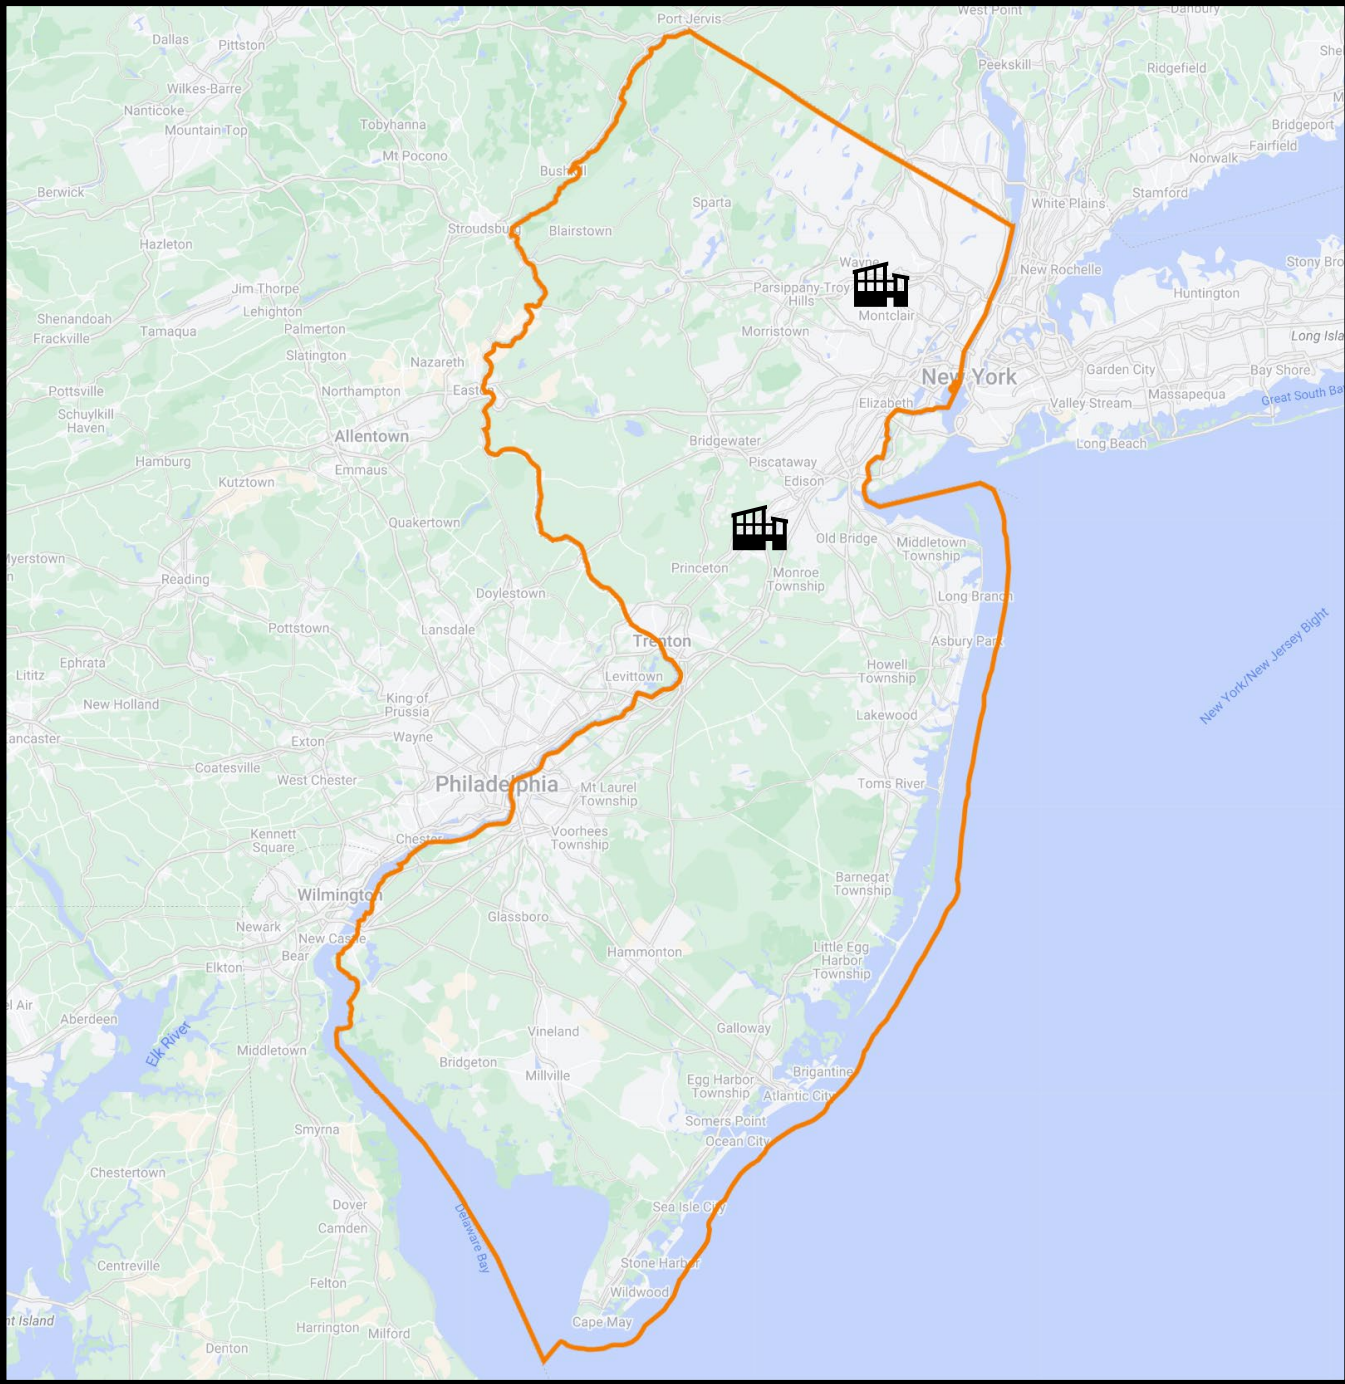 Port Jervis
West Point
Danbury
Dallas
Pittston
Peekskill
Ridgefield
She
Wilkes-Barre
Nanticoke
Mountain Top
Tobyhanna
Bridgeport
Mt Pocono
Fairfield
Norwalk
Berwick
Bush
Stamford
Sparta
White Plains
Stroudsburg
Blairstown
Hazleton
Wayne
New Rochelle
Stony Bro
Jim Thorpe
Parsippany-Troy
Hills
Huntington
Lehighton
Montclair
Shenandoah
Frackville
Tamaqua
Palmerton
Morristown
Long Isla
Slatington
Nazareth
New York
Garden City
Bay Shore
Pottsville
Northampton
East
Great South Ba
Massapequa
Elizabeth
Valley Stream
Schuylkill
Haven
Allentown
Bridgewater
Long Beach
Hamburg
Emmaus
Piscataway
Kutztown
Edison
Quakertown
Old Bridge
Middletown
Township
Myerstown
n
Reading
Princeton
Monroe
Township
Doylestown
Long Branch
Pottstown
Lansdale
Trenton
Asbury Park
New York/New Jersey Bight
Ephrata
Lititz
Levittown
Howell
Township
King of
Prussia
New Holland
Lakewood
ancaster
Exton
Wayne
Coatesville
West Chester
Philadelphia
Mt Laurel
Township
Toms River
Kennett
Square
Chester
Voorhees
Township
Wilmington
Barnegat
Township
Newark
Glassboro
New Castle
Bear
Hammonton
Little Egg
Harbor
Township
Elkton
el Air
Aberdeen
Elk River
Vineland
Galloway
Middletown
Bridgeton
Millville
Egg Harbor
Township
Brigantine
Atlantic City
Smyrna
Somers Point
Ocean City
Chestertown
Dover
Camden
Sea Isle City
Delaware Bay
Centreville
Felton
Stone Harbor
Wildwood
nt Island
Harrington
Milford
Cape May
Denton